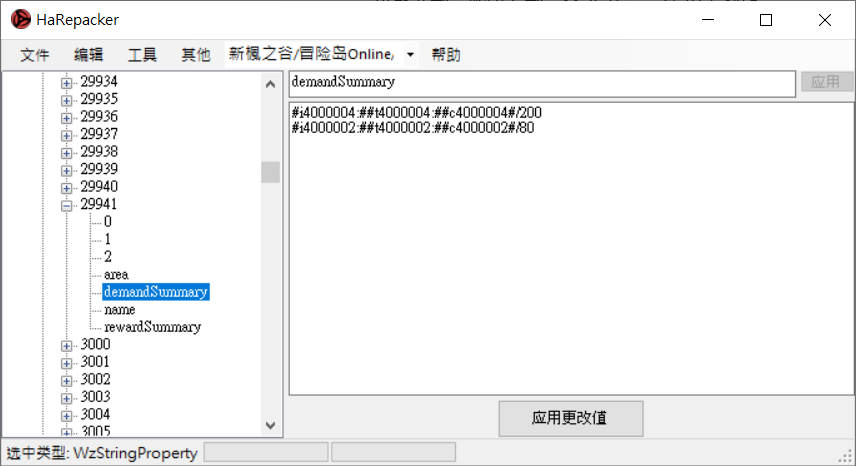 HaRepacker
文件 编辑 工具 其他 新楓之谷/冒险岛Online/ 帮助
29934
29935
29936
29937
29938
29939
29940
29941
0
1
2
area
demandSummary
name
rewardSummary
3000
3001
3002
3003
3004
3005
demandSummary
应用
#i4000004:##t4000004:##c4000004#/200
#i4000002:##t4000002:##c4000002#/80
应用更改值
选中类型: WzStringProperty